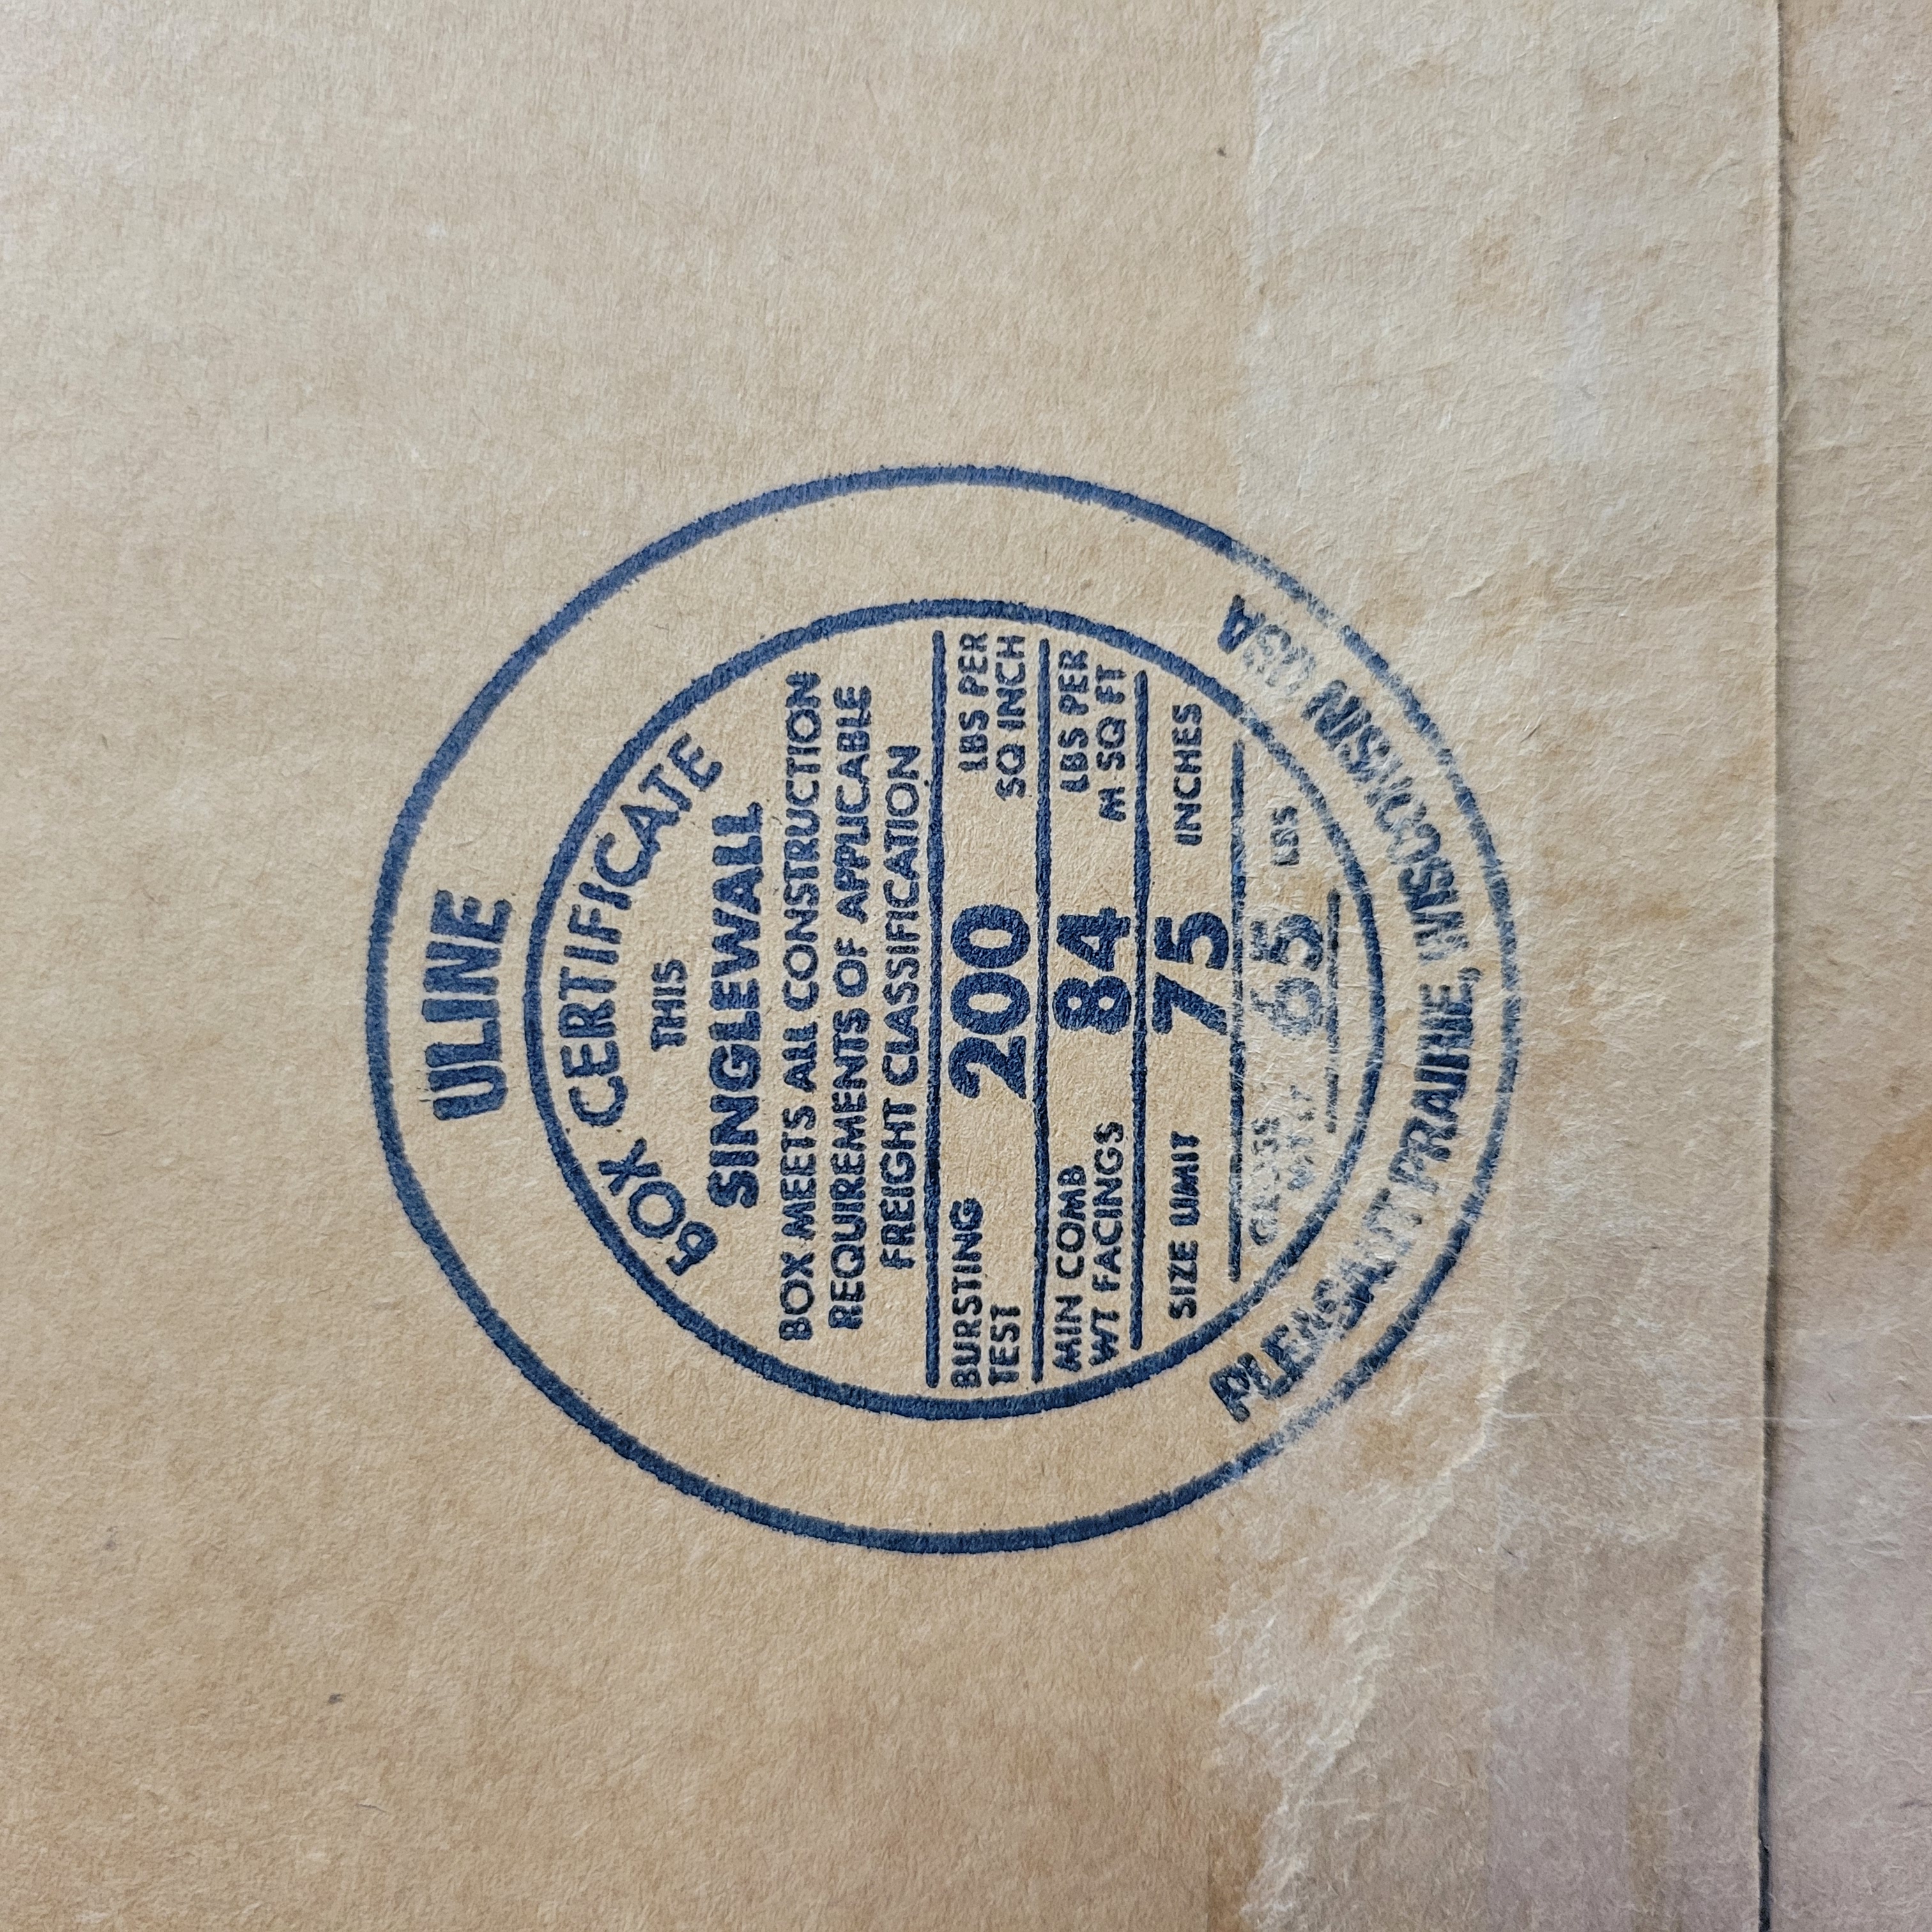 ULINE
BOX CERTIFICATE
THIS
SINGLEWALL
BOX MEETS ALL CONSTRUCTION
REQUIREMENTS OF APPLICABLE
FREIGHT CLASSIFICATION
BURSTING TEST 200 LBS PER SQ INCH
MIN COMB WT FACINGS 84 LBS PER M SQ FT
SIZE LIMIT 75 INCHES
GROSS WT LT 65 LBS
PLEASANT PRAIRIE, WISCONSIN USA